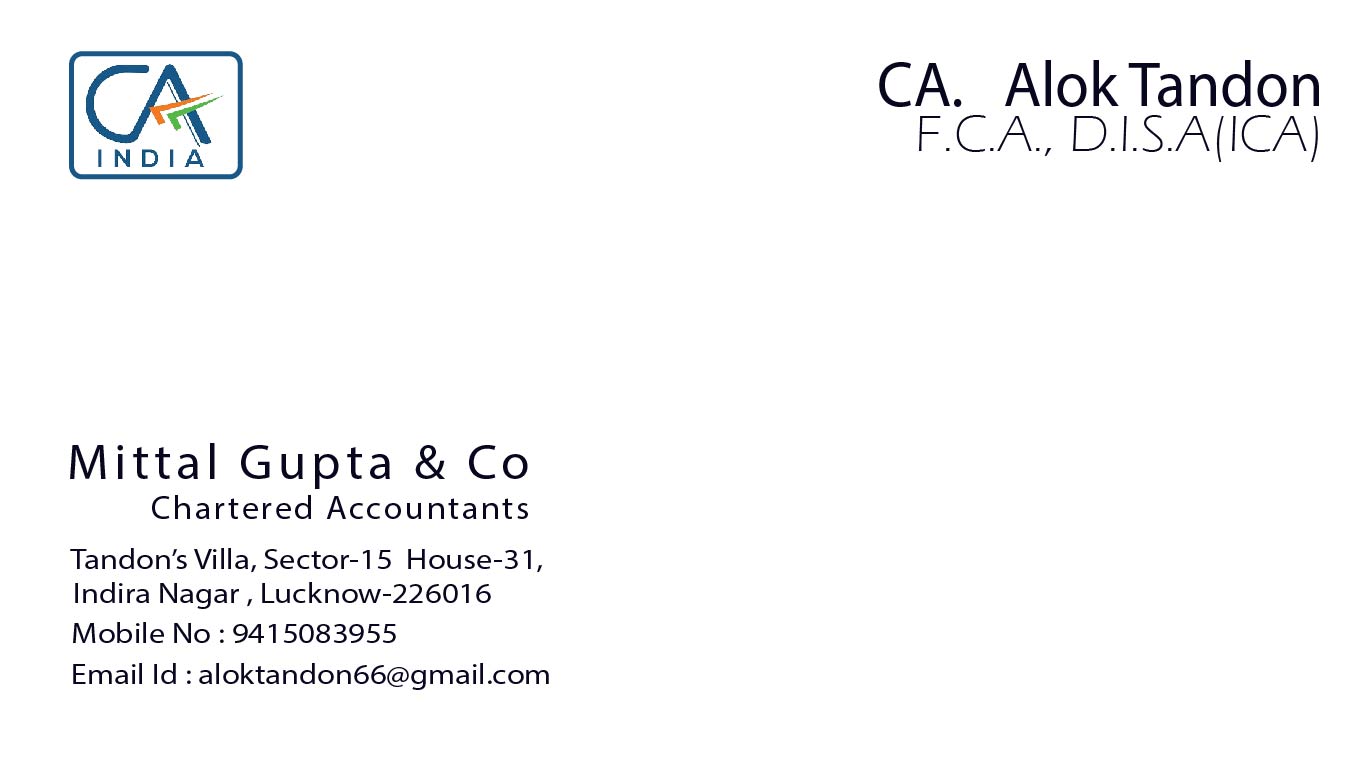 CA
INDIA
CA. Alok Tandon
F.C.A., D.I.S.A(ICA)
Mittal Gupta & Co
Chartered Accountants
Tandon’s Villa, Sector-15 House-31,
Indira Nagar , Lucknow-226016
Mobile No : 9415083955
Email Id : aloktandon66@gmail.com